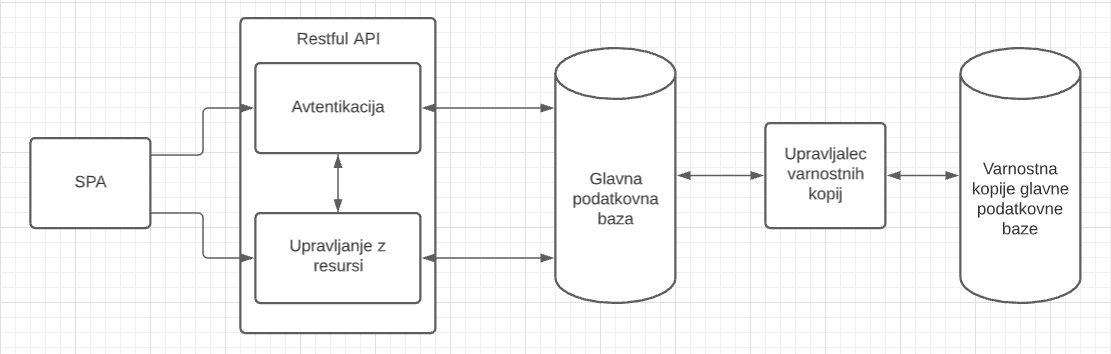 SPA
Restful API
Avtentikacija
Upravljanje z
resursi
Glavna
podatkovna
baza
Upravljalec
varnostnih
kopij
Varnostna
kopije glavne
podatkovne
baze